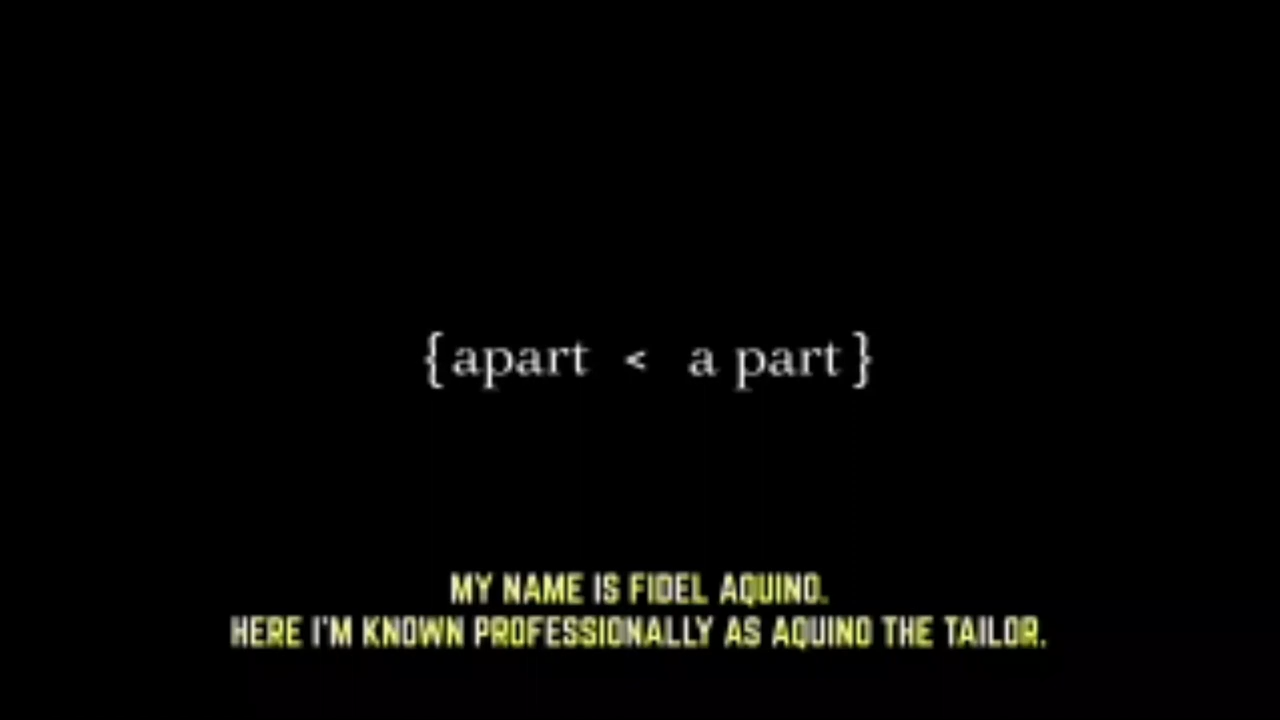 {apart < a part}
MY NAME IS FIDEL AQUINO.
HERE I'M KNOWN PROFESSIONALLY AS AQUINO THE TAILOR.